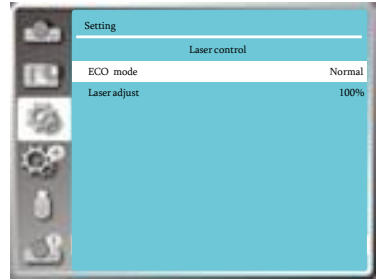 Setting
Laser control
ECO mode Normal
Laser adjust 100%